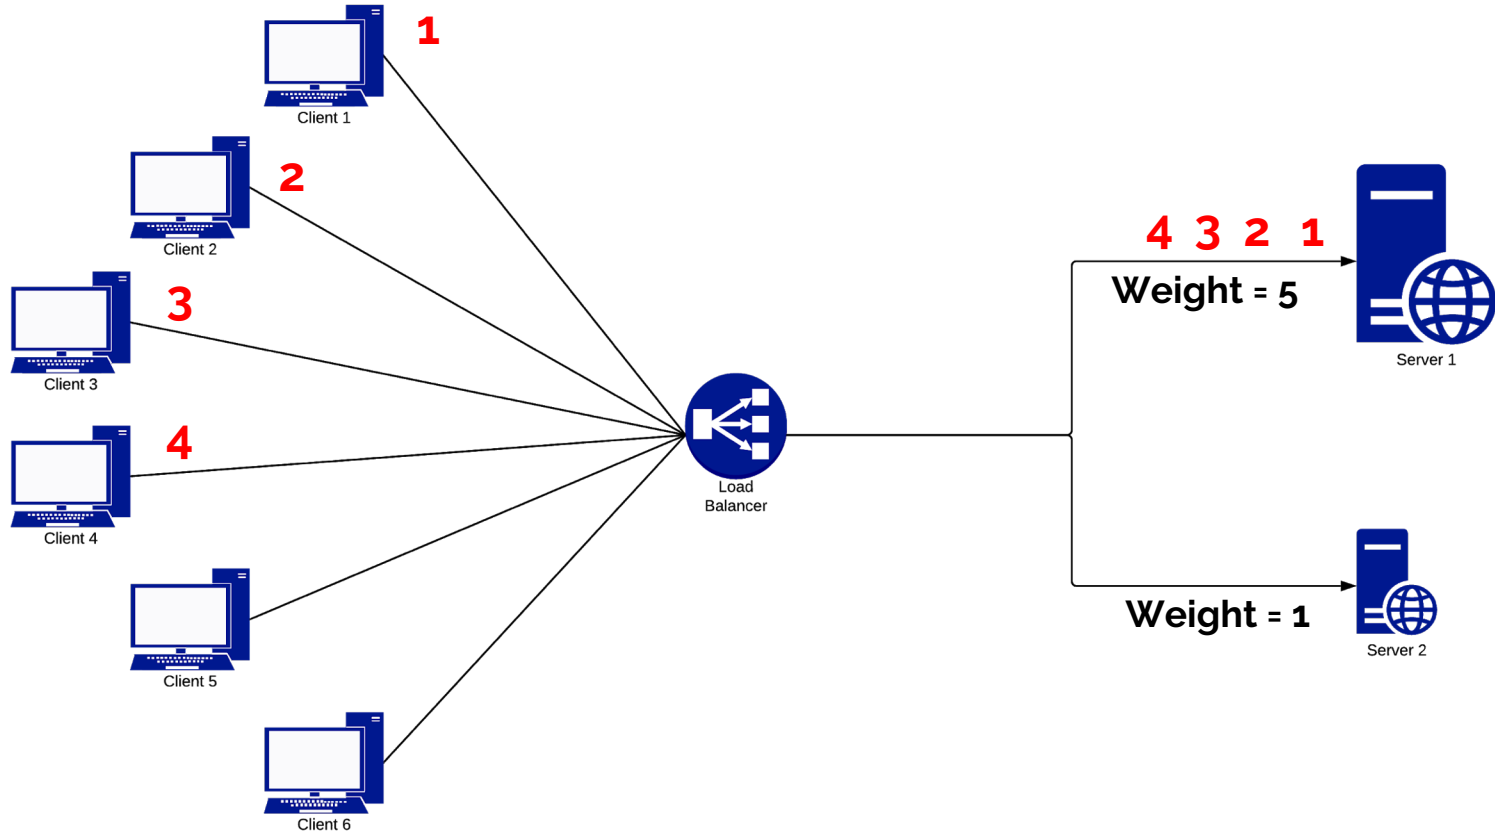 1
Client 1
2
Client 2
3
Client 3
4
Client 4
Client 5
Client 6
Load
Balancer
4 3 2 1
Weight = 5
Server 1
Weight = 1
Server 2